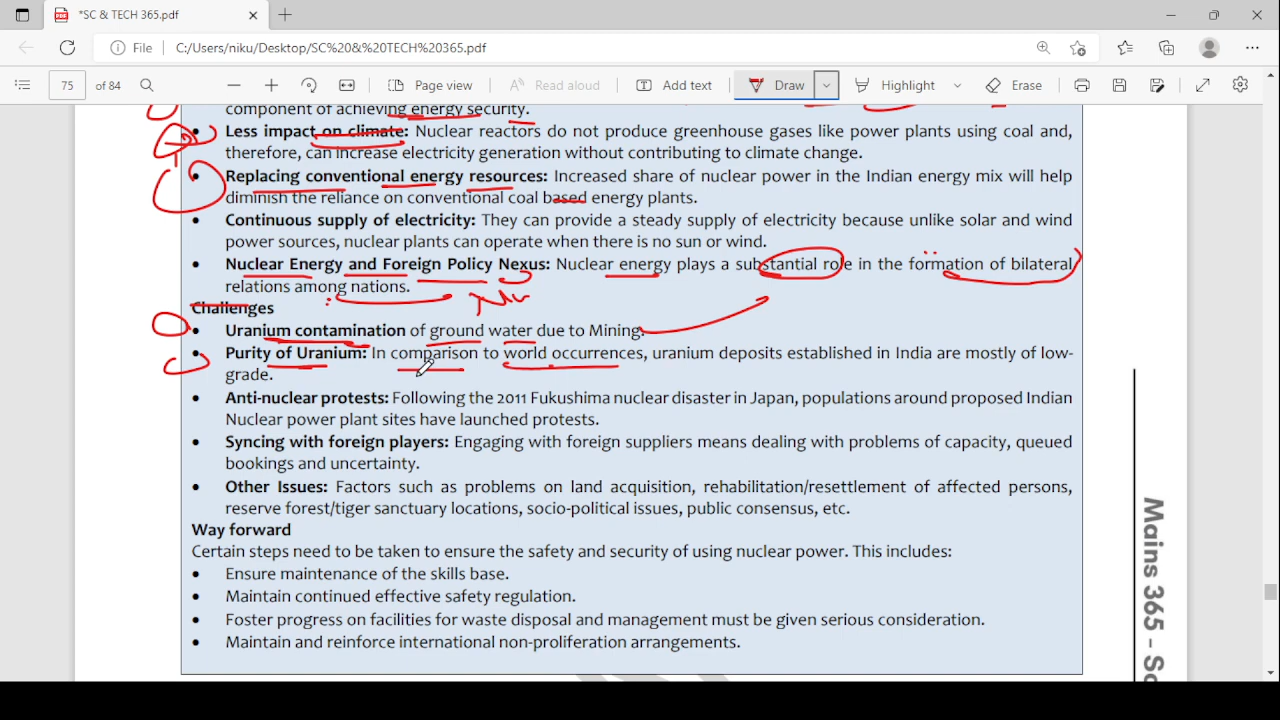 *SC & TECH 365.pdf
File C:/Users/niku/Desktop/SC%20&%20TECH%20365.pdf
75 of 84 Page view Read aloud Add text Draw Highlight Erase
component of achieving energy security.
• Less impact on climate: Nuclear reactors do not produce greenhouse gases like power plants using coal and,
therefore, can increase electricity generation without contributing to climate change.
• Replacing conventional energy resources: Increased share of nuclear power in the Indian energy mix will help
diminish the reliance on conventional coal based energy plants.
• Continuous supply of electricity: They can provide a steady supply of electricity because unlike solar and wind
power sources, nuclear plants can operate when there is no sun or wind.
• Nuclear Energy and Foreign Policy Nexus: Nuclear energy plays a substantial role in the formation of bilateral
relations among nations.
Challenges
• Uranium contamination of ground water due to Mining.
• Purity of Uranium: In comparison to world occurrences, uranium deposits established in India are mostly of low-
grade.
• Anti-nuclear protests: Following the 2011 Fukushima nuclear disaster in Japan, populations around proposed Indian
Nuclear power plant sites have launched protests.
• Syncing with foreign players: Engaging with foreign suppliers means dealing with problems of capacity, queued
bookings and uncertainty.
• Other Issues: Factors such as problems on land acquisition, rehabilitation/resettlement of affected persons,
reserve forest/tiger sanctuary locations, socio-political issues, public consensus, etc.
Way forward
Certain steps need to be taken to ensure the safety and security of using nuclear power. This includes:
• Ensure maintenance of the skills base.
• Maintain continued effective safety regulation.
• Foster progress on facilities for waste disposal and management must be given serious consideration.
• Maintain and reinforce international non-proliferation arrangements.
Mains 365 - Sc